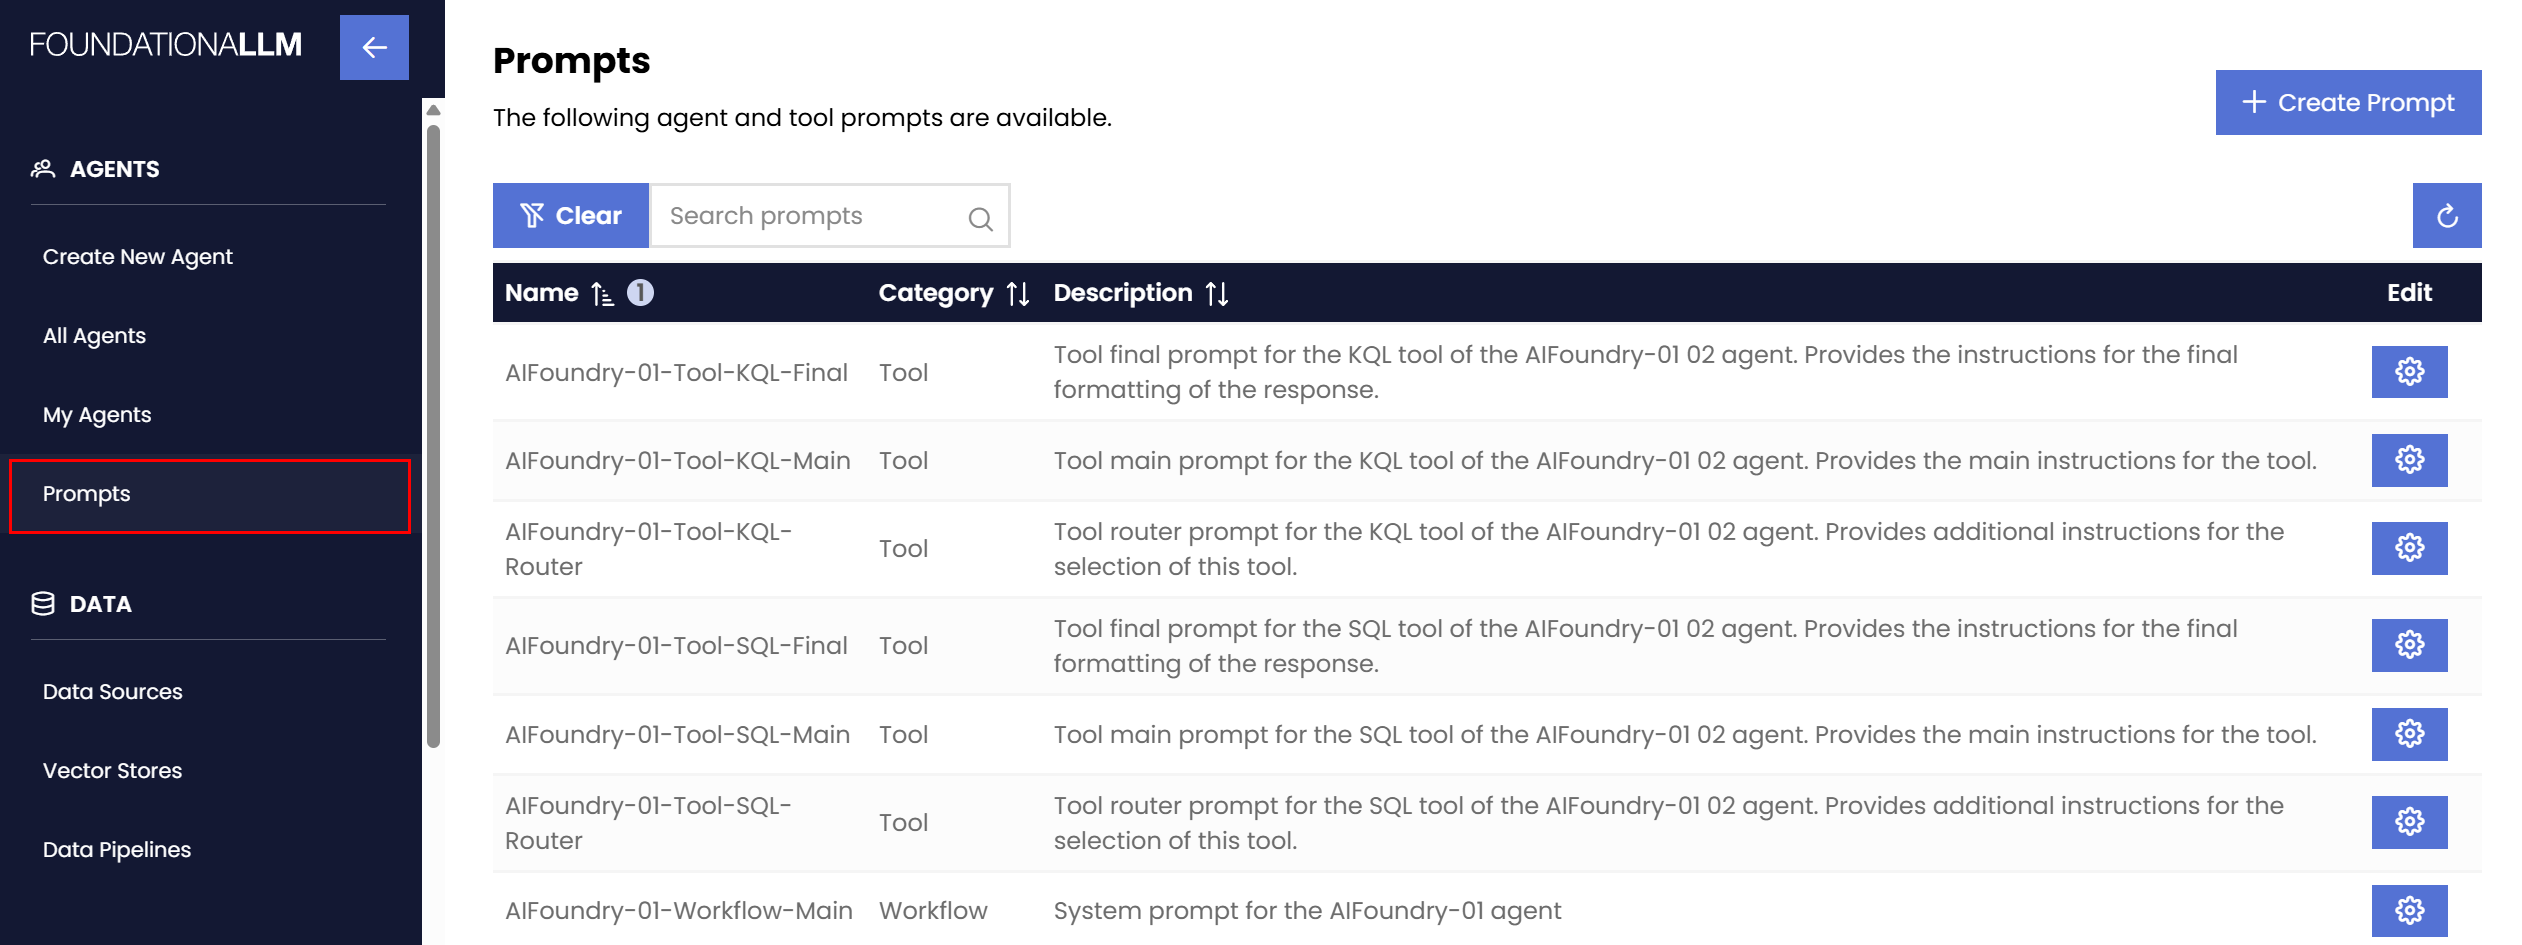 FOUNDATIONALLM
AGENTS
Create New Agent
All Agents
My Agents
Prompts
DATA
Data Sources
Vector Stores
Data Pipelines
Prompts
The following agent and tool prompts are available.
Create Prompt
Clear
Search prompts
Name 1 Category Description Edit
AIFoundry-01-Tool-KQL-Final Tool
Tool final prompt for the KQL tool of the AIFoundry-01 02 agent. Provides the instructions for the final
formatting of the response.
AIFoundry-01-Tool-KQL-Main Tool Tool main prompt for the KQL tool of the AIFoundry-01 02 agent. Provides the main instructions for the tool.
AIFoundry-01-Tool-KQL-
Router
Tool
Tool router prompt for the KQL tool of the AIFoundry-01 02 agent. Provides additional instructions for the
selection of this tool.
AIFoundry-01-Tool-SQL-Final Tool
Tool final prompt for the SQL tool of the AIFoundry-01 02 agent. Provides the instructions for the final
formatting of the response.
AIFoundry-01-Tool-SQL-Main Tool Tool main prompt for the SQL tool of the AIFoundry-01 02 agent. Provides the main instructions for the tool.
AIFoundry-01-Tool-SQL-
Router
Tool
Tool router prompt for the SQL tool of the AIFoundry-01 02 agent. Provides additional instructions for the
selection of this tool.
AIFoundry-01-Workflow-Main Workflow System prompt for the AIFoundry-01 agent